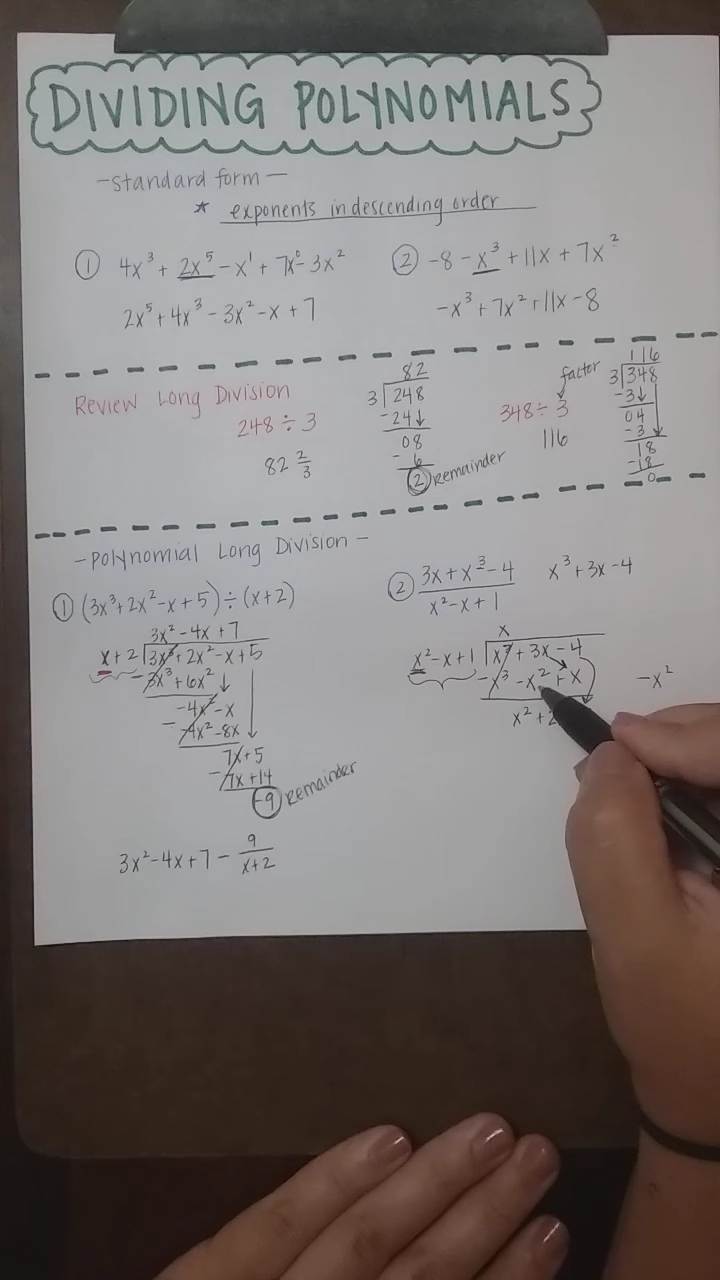 DIVIDING POLYNOMIALS
- standard form -
* exponents in descending order
① 4x³ + 2x⁵ - x¹ + 7x⁰ - 3x²
2x⁵ + 4x³ - 3x² - x + 7
② -8 - x³ + 11x + 7x²
-x³ + 7x² + 11x - 8
Review Long Division
248 ÷ 3
82 2/3
82
3 248
-24
08
- 6
2 Remainder
factor
348 ÷ 3
116
116
3 348
-3
04
-3
18
-18
0
- Polynomial Long Division -
① (3x³ + 2x² - x + 5) ÷ (x + 2)
3x² - 4x + 7
x + 2 3x³ + 2x² - x + 5
- 3x³ + 6x²
-4x² - x
- -4x² - 8x
7x + 5
- 7x + 14
-9 Remainder
3x² - 4x + 7 - 9/(x+2)
② 3x + x³ - 4
x² - x + 1
x³ + 3x - 4
x
x² - x + 1 x³ + 3x - 4
- x³ - x² + x
-x²
x² + 2